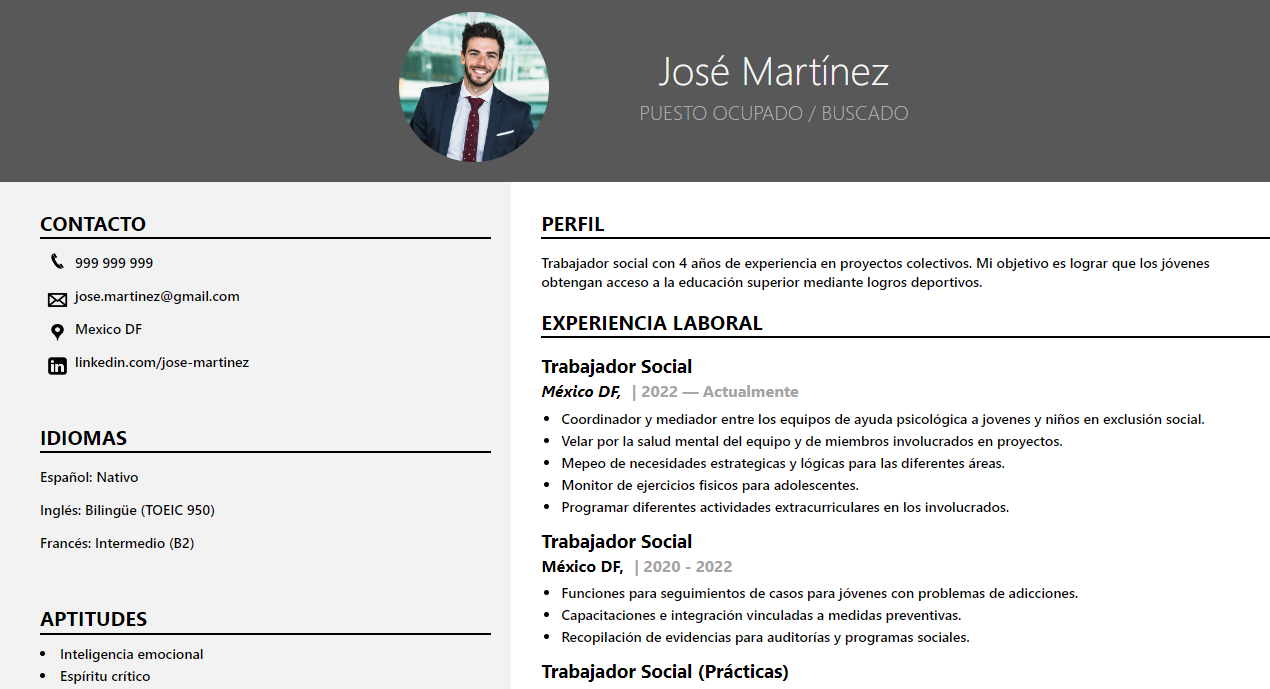 José Martínez
PUESTO OCUPADO / BUSCADO
CONTACTO
999 999 999
jose.martinez@gmail.com
Mexico DF
linkedin.com/jose-martinez
IDIOMAS
Español: Nativo
Inglés: Bilingüe (TOEIC 950)
Francés: Intermedio (B2)
APTITUDES
• Inteligencia emocional
• Espíritu crítico
PERFIL
Trabajador social con 4 años de experiencia en proyectos colectivos. Mi objetivo es lograr que los jóvenes
obtengan acceso a la educación superior mediante logros deportivos.
EXPERIENCIA LABORAL
Trabajador Social
México DF, | 2022 — Actualmente
• Coordinador y mediador entre los equipos de ayuda psicológica a jovenes y niños en exclusión social.
• Velar por la salud mental del equipo y de miembros involucrados en proyectos.
• Mepeo de necesidades estrategicas y lógicas para las diferentes áreas.
• Monitor de ejercicios fisicos para adolescentes.
• Programar diferentes actividades extracurriculares en los involucrados.
Trabajador Social
México DF, | 2020 - 2022
• Funciones para seguimientos de casos para jóvenes con problemas de adicciones.
• Capacitaciones e integración vinculadas a medidas preventivas.
• Recopilación de evidencias para auditorías y programas sociales.
Trabajador Social (Prácticas)